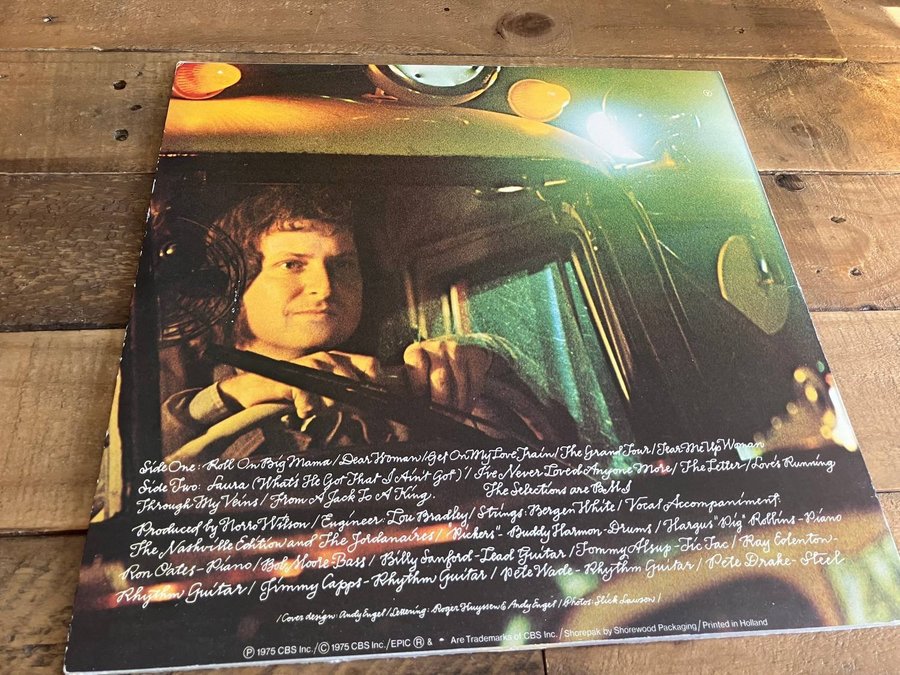 Side One: Roll On Big Mama / Dear Woman / Get On My Love Train / The Grand Tour / Tear Me Up Woman
Side Two: Laura (What's He Got That I Ain't Got) / I've Never Loved Anyone More / The Letter / Love's Running
Through My Veins / From A Jack To A King. The Selections are B.M.I
Produced by Norro Wilson / Engineer- Lou Bradley / Strings: Bergen White / Vocal Accompaniment:
The Nashville Edition and The Jordanaires / "Pickers"- Buddy Harmon- Drums / Hargus "Pig" Robbins- Piano
Ron Oates- Piano / Bob Moore- Bass / Billy Sanford- Lead Guitar / Tommy Alsup- Tic Tac / Ray Edenton-
Rhythm Guitar / Jimmy Capps- Rhythm Guitar / Pete Wade- Rhythm Guitar / Pete Drake- Steel
/ Cover design: Andy Engel / Lettering: Roger Huyssen & Andy Engel / Photos: Slick Lawson /
Ⓟ 1975 CBS Inc./ © 1975 CBS Inc./EPIC ® & Are Trademarks of CBS Inc./ Shorepak by Shorewood Packaging / Printed in Holland